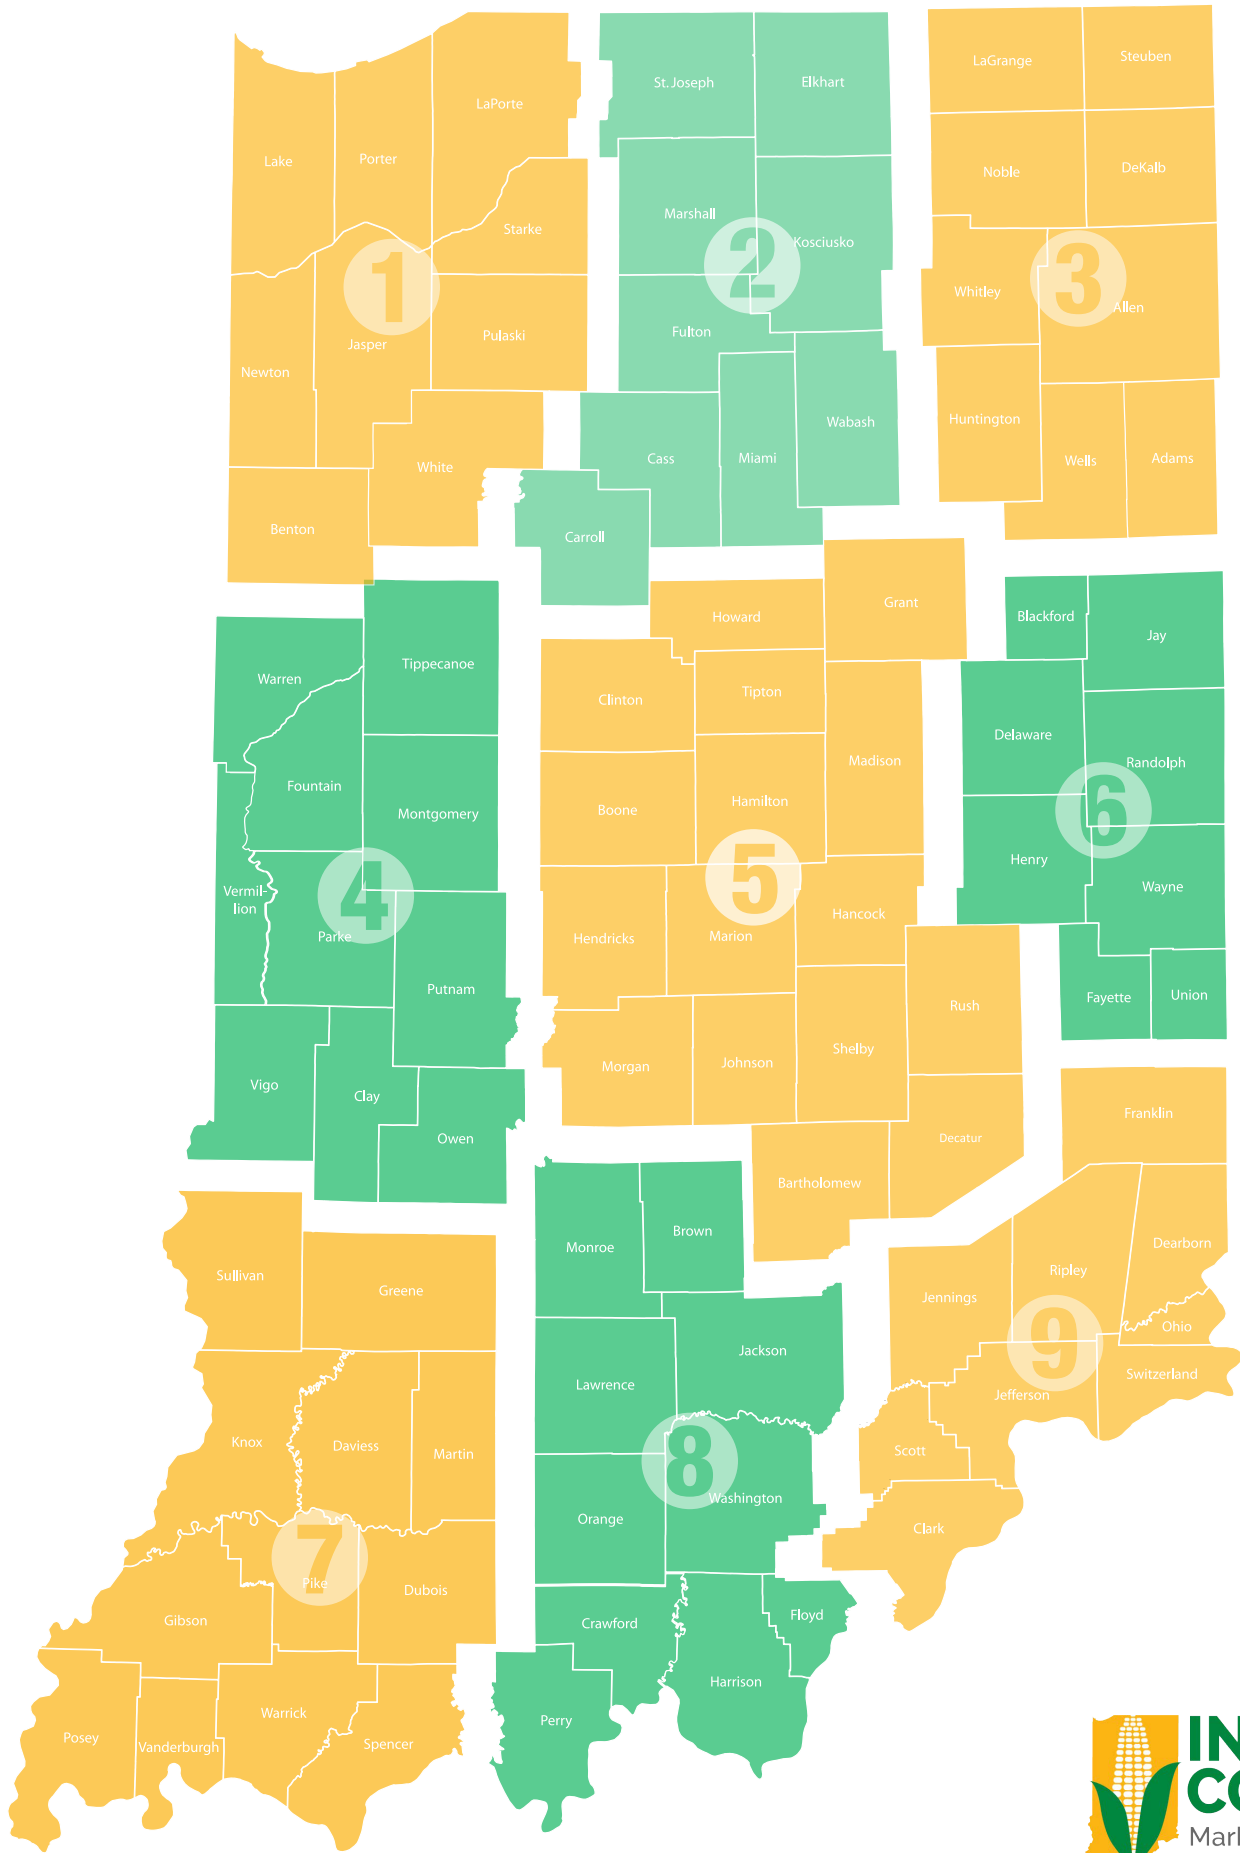 Lake
Porter
LaPorte
Starke
1
Jasper
Pulaski
Newton
White
Benton
St. Joseph
Elkhart
Marshall
2
Kosciusko
Fulton
Wabash
Cass
Miami
Carroll
LaGrange
Steuben
Noble
DeKalb
3
Whitley
Allen
Huntington
Wells
Adams
Warren
Tippecanoe
Fountain
Montgomery
4
Vermil-
lion
Parke
Putnam
Vigo
Clay
Owen
Grant
Howard
Clinton
Tipton
Madison
Boone
Hamilton
5
Hancock
Hendricks
Marion
Rush
Morgan
Johnson
Shelby
Decatur
Bartholomew
Blackford
Jay
Delaware
Randolph
6
Henry
Wayne
Fayette
Union
Sullivan
Greene
Knox
Daviess
Martin
7
Pike
Dubois
Gibson
Posey
Vanderburgh
Warrick
Spencer
Monroe
Brown
Jackson
Lawrence
8
Washington
Orange
Crawford
Floyd
Harrison
Perry
Franklin
Dearborn
Ripley
Jennings
Ohio
9
Jefferson
Switzerland
Scott
Clark
IN
CO
Mark